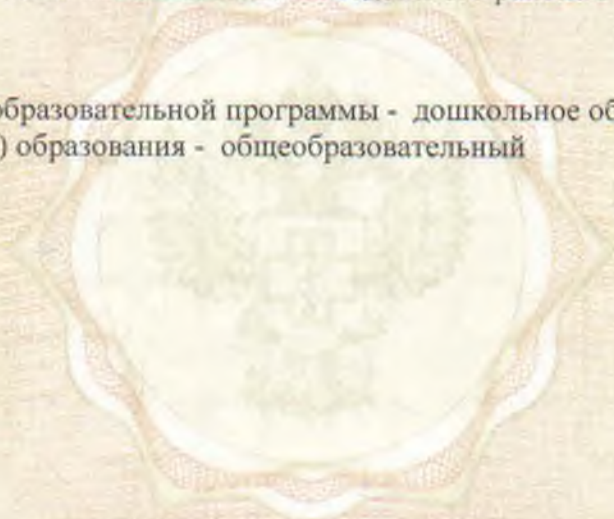 образовательной программы - дошкольное об
) образования - общеобразовательный